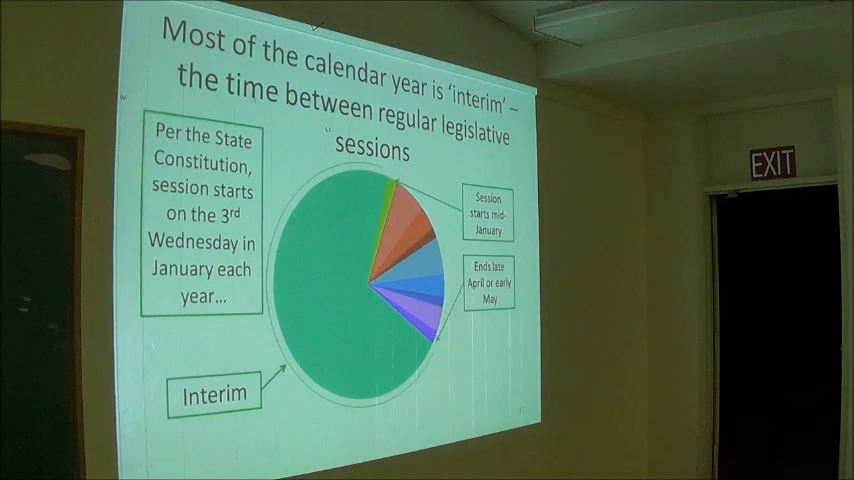 Most of the calendar year is 'interim' –
the time between regular legislative
sessions
Per the State
Constitution,
session starts
on the 3rd
Wednesday in
January each
year...
Session
starts mid-
January
Ends late
April or early
May
Interim
17
EXIT